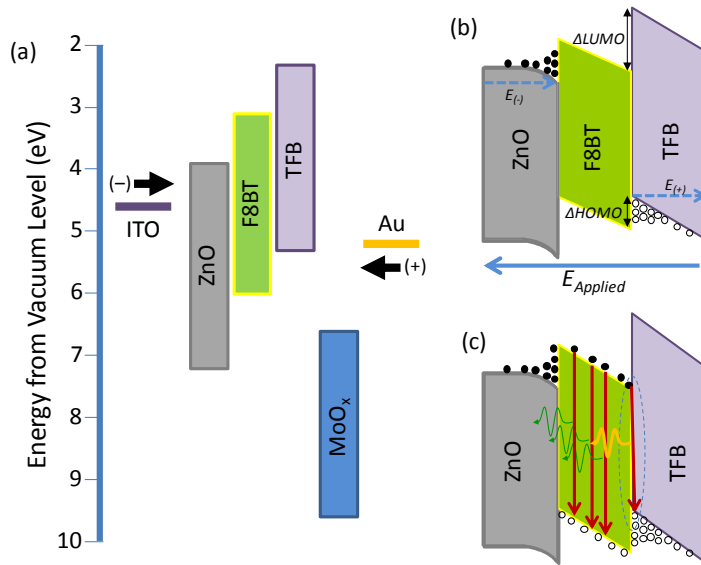 (a)
Energy from Vacuum Level (eV)
2
3
4
5
6
7
8
9
10
(–)
ITO
ZnO
F8BT
TFB
Au
(+)
MoOx
(b)
ΔLUMO
E(-)
ZnO
F8BT
TFB
E(+)
ΔHOMO
EApplied
(c)
ZnO
F8BT
TFB